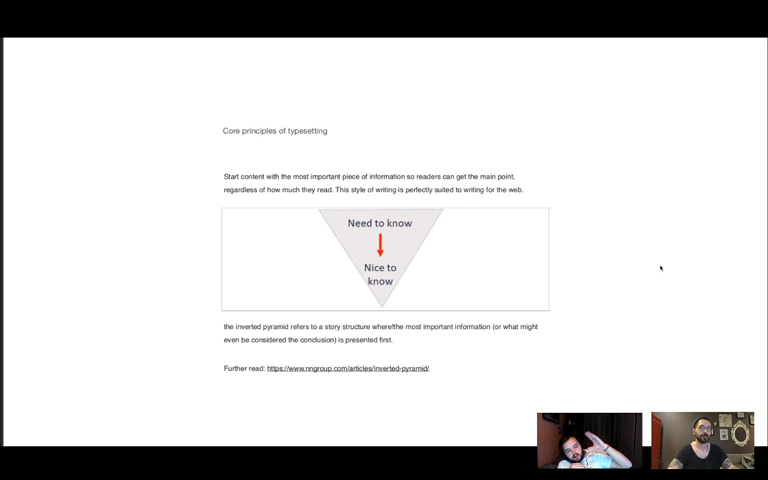 Core principles of typesetting
Start content with the most important piece of information so readers can get the main point,
regardless of how much they read. This style of writing is perfectly suited to writing for the web.
Need to know
Nice to
know
the inverted pyramid refers to a story structure where the most important information (or what might
even be considered the conclusion) is presented first.
Further read: https://www.nngroup.com/articles/inverted-pyramid/